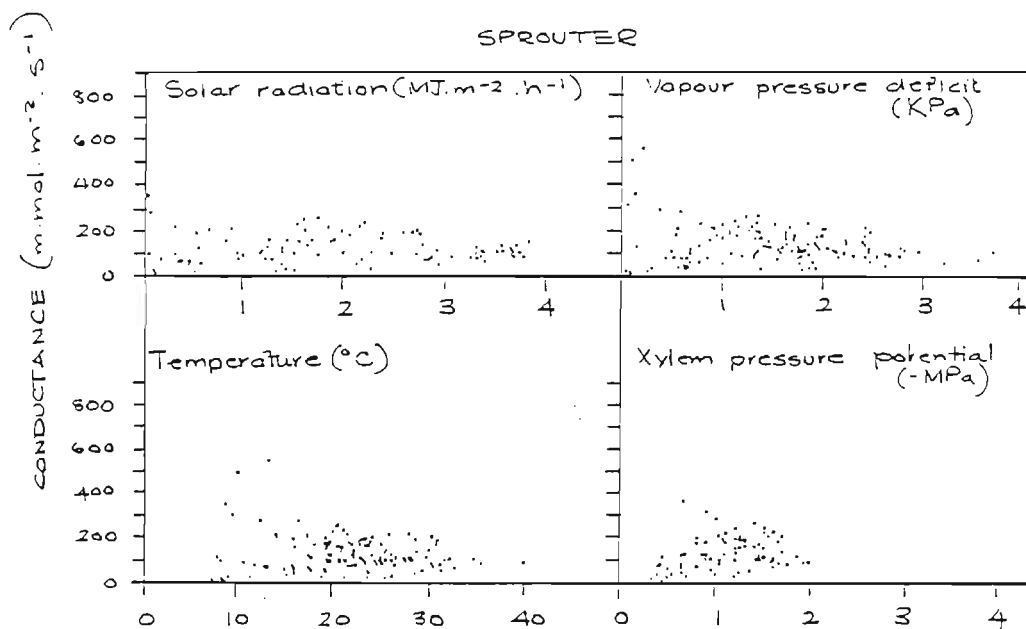 SPROUTER
CONDUCTANCE (m.mol.m-2.s-1)
Solar radiation (MJ.m-2.h-1)
800
600
400
200
0
1 2 3 4
Vapour pressure deficit
(KPa)
1 2 3 4
Temperature (°C)
800
600
400
200
0
0 10 20 30 40
Xylem pressure potential
(-MPa)
0 1 2 3 4